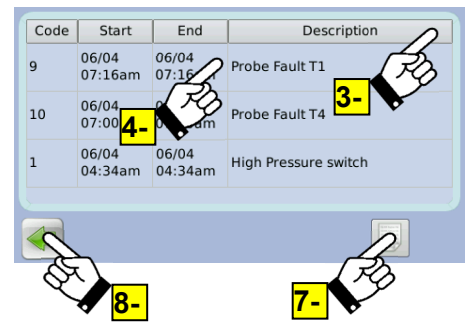 Code Start End Description
9 06/04 07:16am 06/04 07:16 Probe Fault T1
3-
10 06/04 07:00 am Probe Fault T4
4-
1 06/04 04:34am 06/04 04:34am High Pressure switch
8-
7-